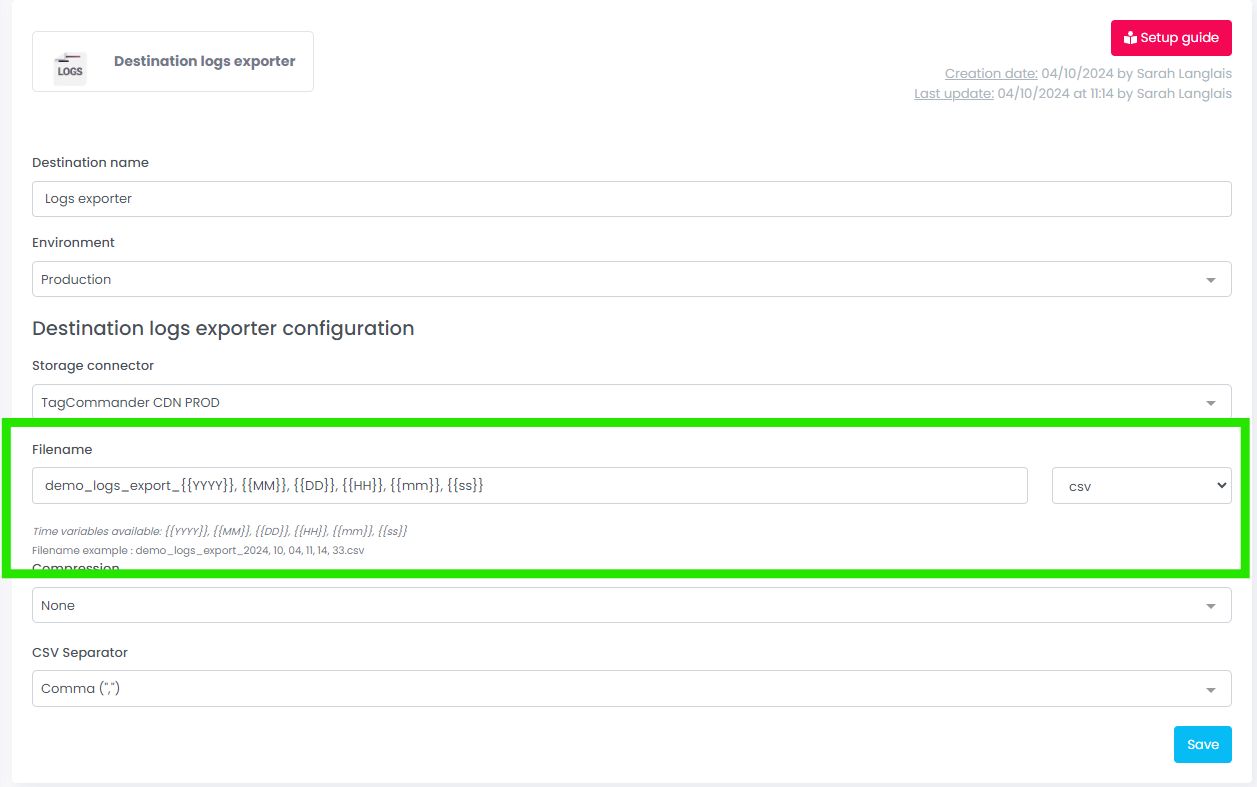 LOGS
Destination logs exporter
Setup guide
Creation date: 04/10/2024 by Sarah Langlais
Last update: 04/10/2024 at 11:14 by Sarah Langlais
Destination name
Logs exporter
Environment
Production
Destination logs exporter configuration
Storage connector
TagCommander CDN PROD
Filename
demo_logs_export_{{YYYY}}, {{MM}}, {{DD}}, {{HH}}, {{mm}}, {{ss}}
csv
Time variables available: {{YYYY}}, {{MM}}, {{DD}}, {{HH}}, {{mm}}, {{ss}}
Filename example : demo_logs_export_2024, 10, 04, 11, 14, 33.csv
Compression
None
CSV Separator
Comma (",")
Save